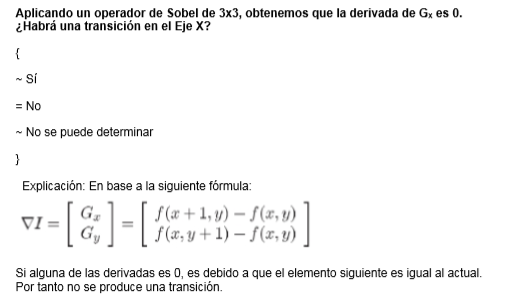 Aplicando un operador de Sobel de 3x3, obtenemos que la derivada de Gₓ es 0.
¿Habrá una transición en el Eje X?
{
~ Sí
= No
~ No se puede determinar
}
Explicación: En base a la siguiente fórmula:
∇I = [ Gₓ ] = [ f(x + 1, y) − f(x, y) ]
[ Gᵧ ] [ f(x, y + 1) − f(x, y) ]
Si alguna de las derivadas es 0, es debido a que el elemento siguiente es igual al actual.
Por tanto no se produce una transición.